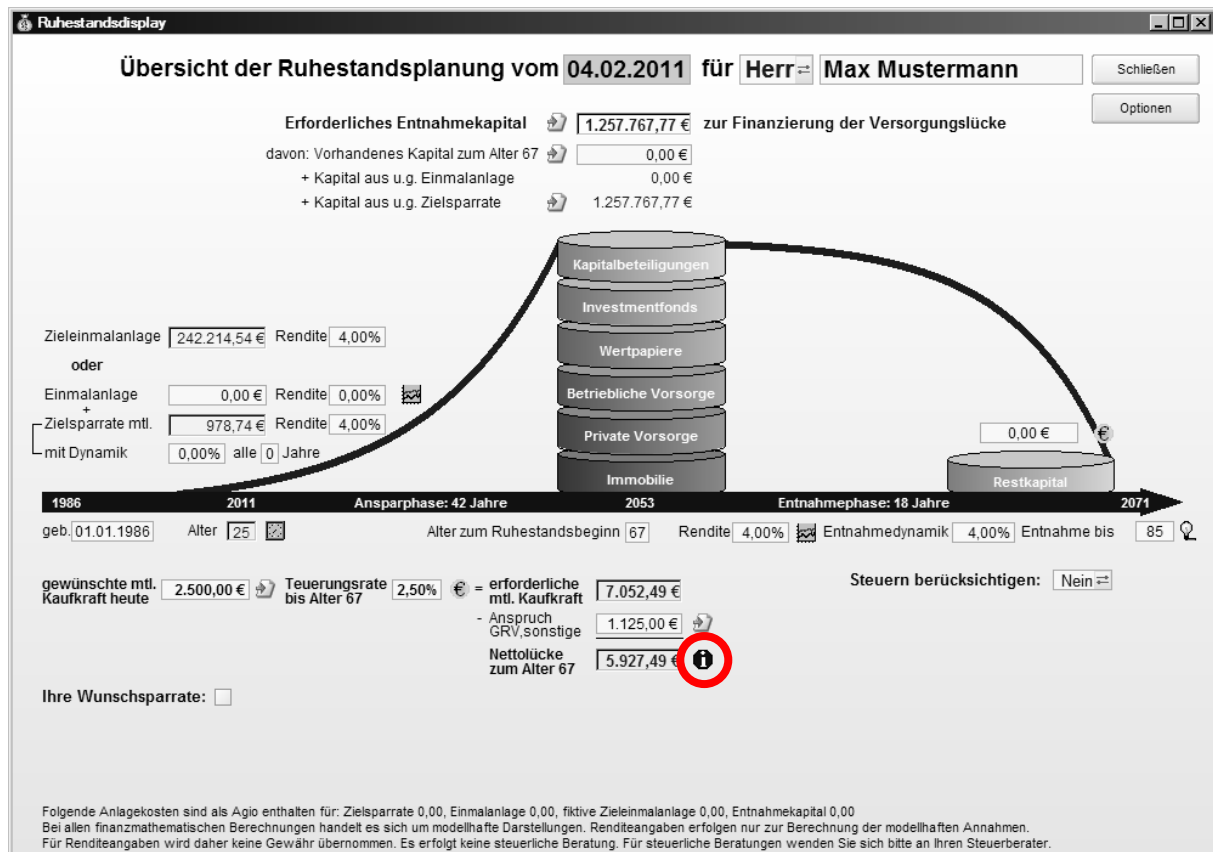 Ruhestandsdisplay
Übersicht der Ruhestandsplanung vom 04.02.2011 für Herr Max Mustermann
Schließen
Optionen
Erforderliches Entnahmekapital 1.257.767,77 € zur Finanzierung der Versorgungslücke
davon: Vorhandenes Kapital zum Alter 67 0,00 €
+ Kapital aus u.g. Einmalanlage 0,00 €
+ Kapital aus u.g. Zielsparrate 1.257.767,77 €
Kapitalbeteiligungen
Investmentfonds
Wertpapiere
Betriebliche Vorsorge
Private Vorsorge
Immobilie
Zieleinmalanlage 242.214,54 € Rendite 4,00%
oder
Einmalanlage 0,00 € Rendite 0,00%
+
Zielsparrate mtl. 978,74 € Rendite 4,00%
mit Dynamik 0,00% alle 0 Jahre
0,00 € €
Restkapital
1986 2011 Ansparphase: 42 Jahre 2053 Entnahmephase: 18 Jahre 2071
geb. 01.01.1986 Alter 25 Alter zum Ruhestandsbeginn 67 Rendite 4,00% Entnahmedynamik 4,00% Entnahme bis 85
gewünschte mtl. Kaufkraft heute 2.500,00 € Teuerungsrate bis Alter 67 2,50% € = erforderliche mtl. Kaufkraft 7.052,49 €
Steuern berücksichtigen: Nein
- Anspruch GRV,sonstige 1.125,00 €
Nettolücke zum Alter 67 5.927,49 €
Ihre Wunschsparrate:
Folgende Anlagekosten sind als Agio enthalten für: Zielsparrate 0,00, Einmalanlage 0,00, fiktive Zieleinmalanlage 0,00, Entnahmekapital 0,00
Bei allen finanzmathematischen Berechnungen handelt es sich um modellhafte Darstellungen. Renditeangaben erfolgen nur zur Berechnung der modellhaften Annahmen.
Für Renditeangaben wird daher keine Gewähr übernommen. Es erfolgt keine steuerliche Beratung. Für steuerliche Beratungen wenden Sie sich bitte an Ihren Steuerberater.